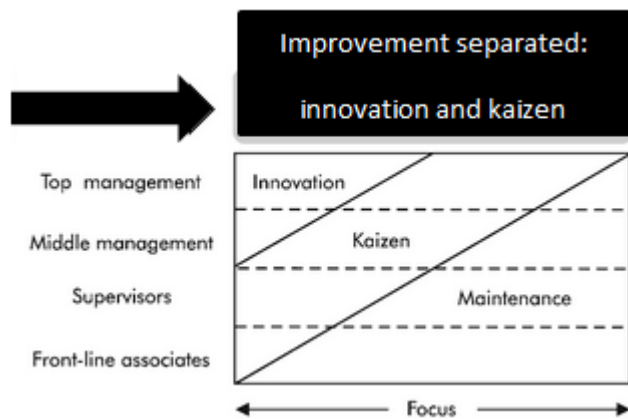 Improvement separated:
innovation and kaizen
Top management
Innovation
Middle management
Kaizen
Supervisors
Maintenance
Front-line associates
Focus